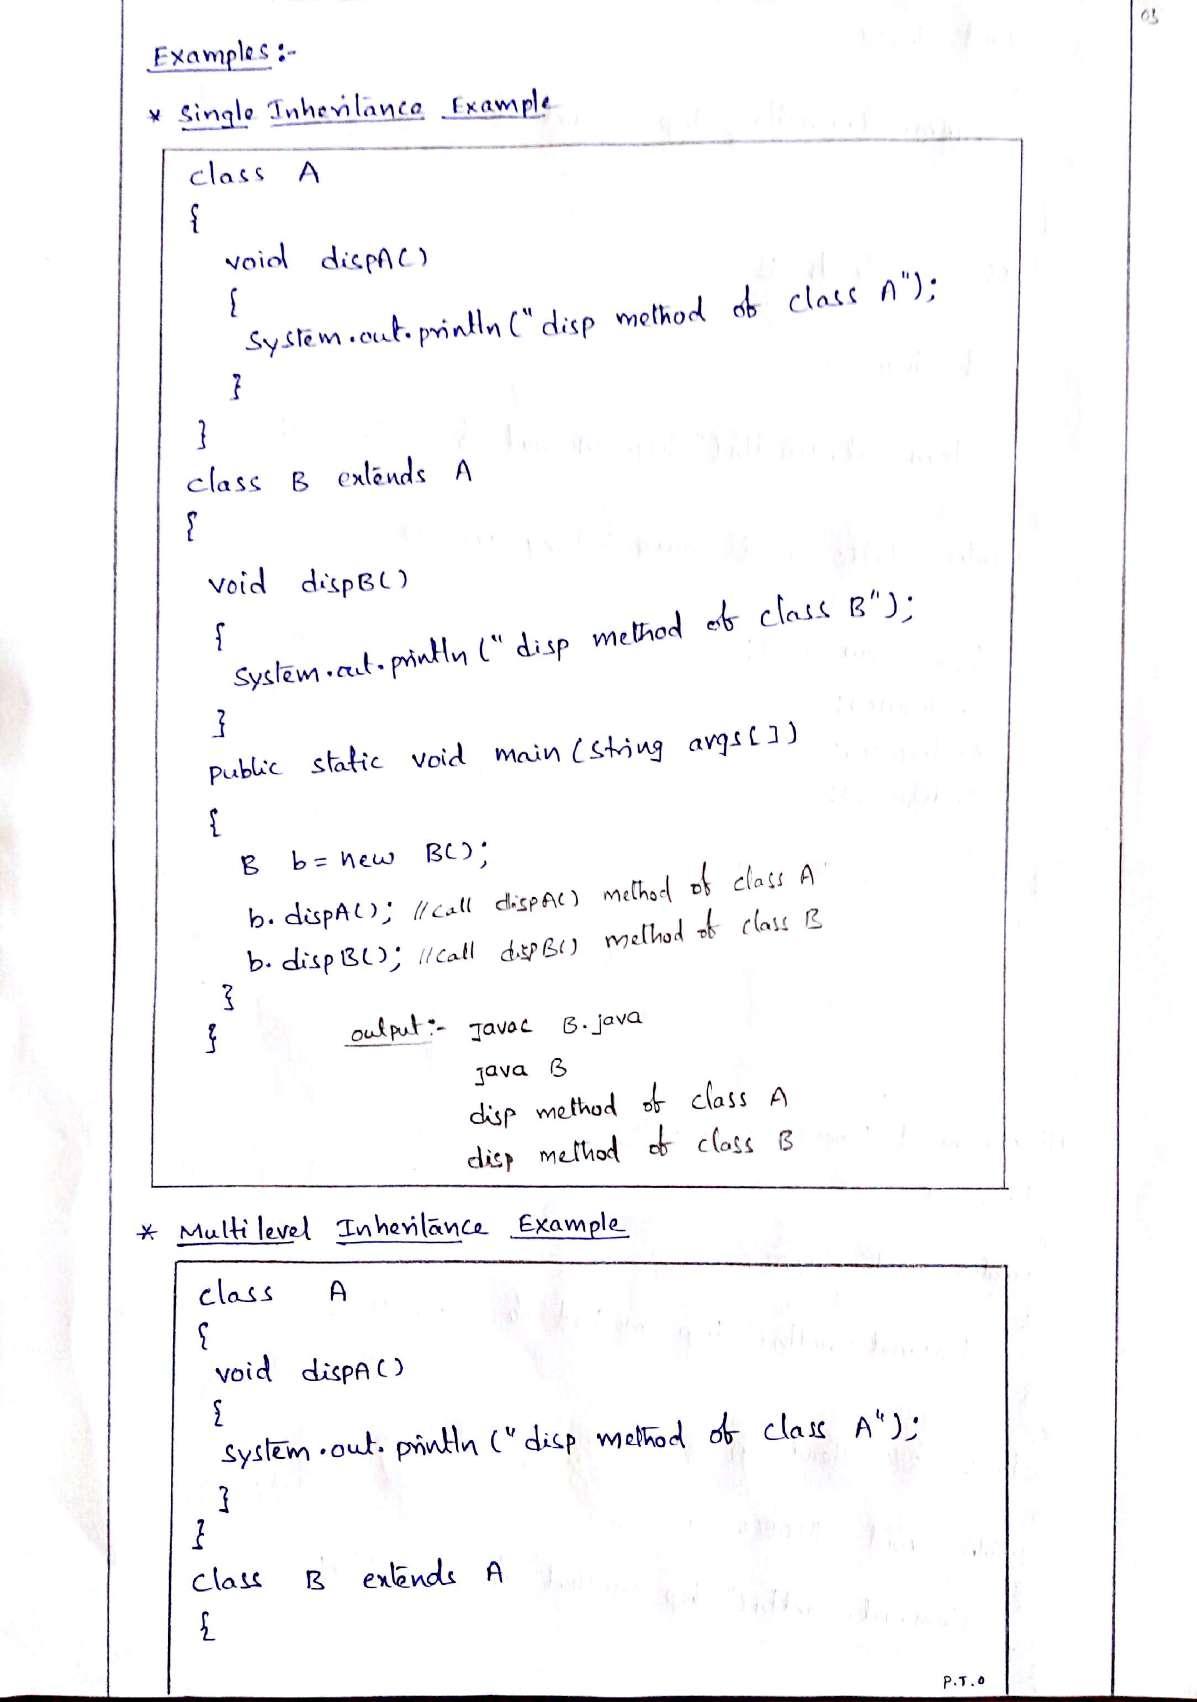 03
Examples :-
* Single Inheritance Example
class A
{
void dispA()
{
System.out.println(" disp method of class A");
}
}
class B extends A
{
void dispB()
{
System.out.println(" disp method of class B");
}
public static void main(String args[])
{
B b = new B();
b. dispA(); //call dispA() method of class A
b. dispB(); //call dispB() method of class B
}
}
output :- javac B.java
java B
disp method of class A
disp method of class B
* Multilevel Inheritance Example
class A
{
void dispA()
{
System.out.println(" disp method of class A");
}
}
class B extends A
{
P.T.O